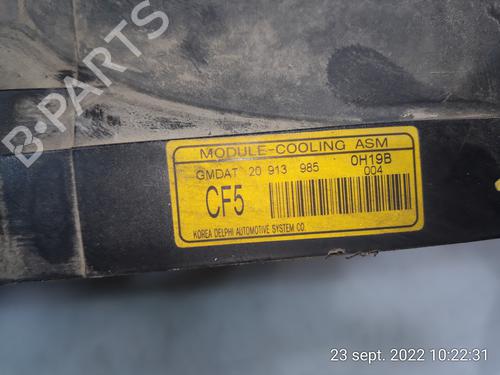 B-PARTS
MODULE-COOLING ASM
GMDAT 20 913 985 0H19B
CF5 004
KOREA DELPHI AUTOMOTIVE SYSTEM CO.
23 sept. 2022 10:22:31